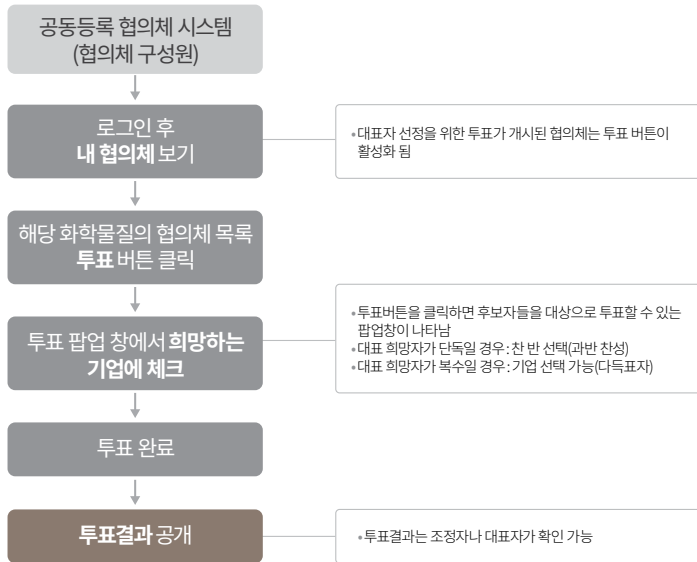 공동등록 협의체 시스템
(협의체 구성원)
로그인 후
내 협의체 보기
•대표자 선정을 위한 투표가 개시된 협의체는 투표 버튼이
활성화 됨
해당 화학물질의 협의체 목록
투표 버튼 클릭
투표 팝업 창에서 희망하는
기업에 체크
•투표버튼을 클릭하면 후보자들을 대상으로 투표할 수 있는
팝업창이 나타남
•대표 희망자가 단독일 경우 : 찬 반 선택(과반 찬성)
•대표 희망자가 복수일 경우 : 기업 선택 가능(다득표자)
투표 완료
투표결과 공개
•투표결과는 조정자나 대표자가 확인 가능